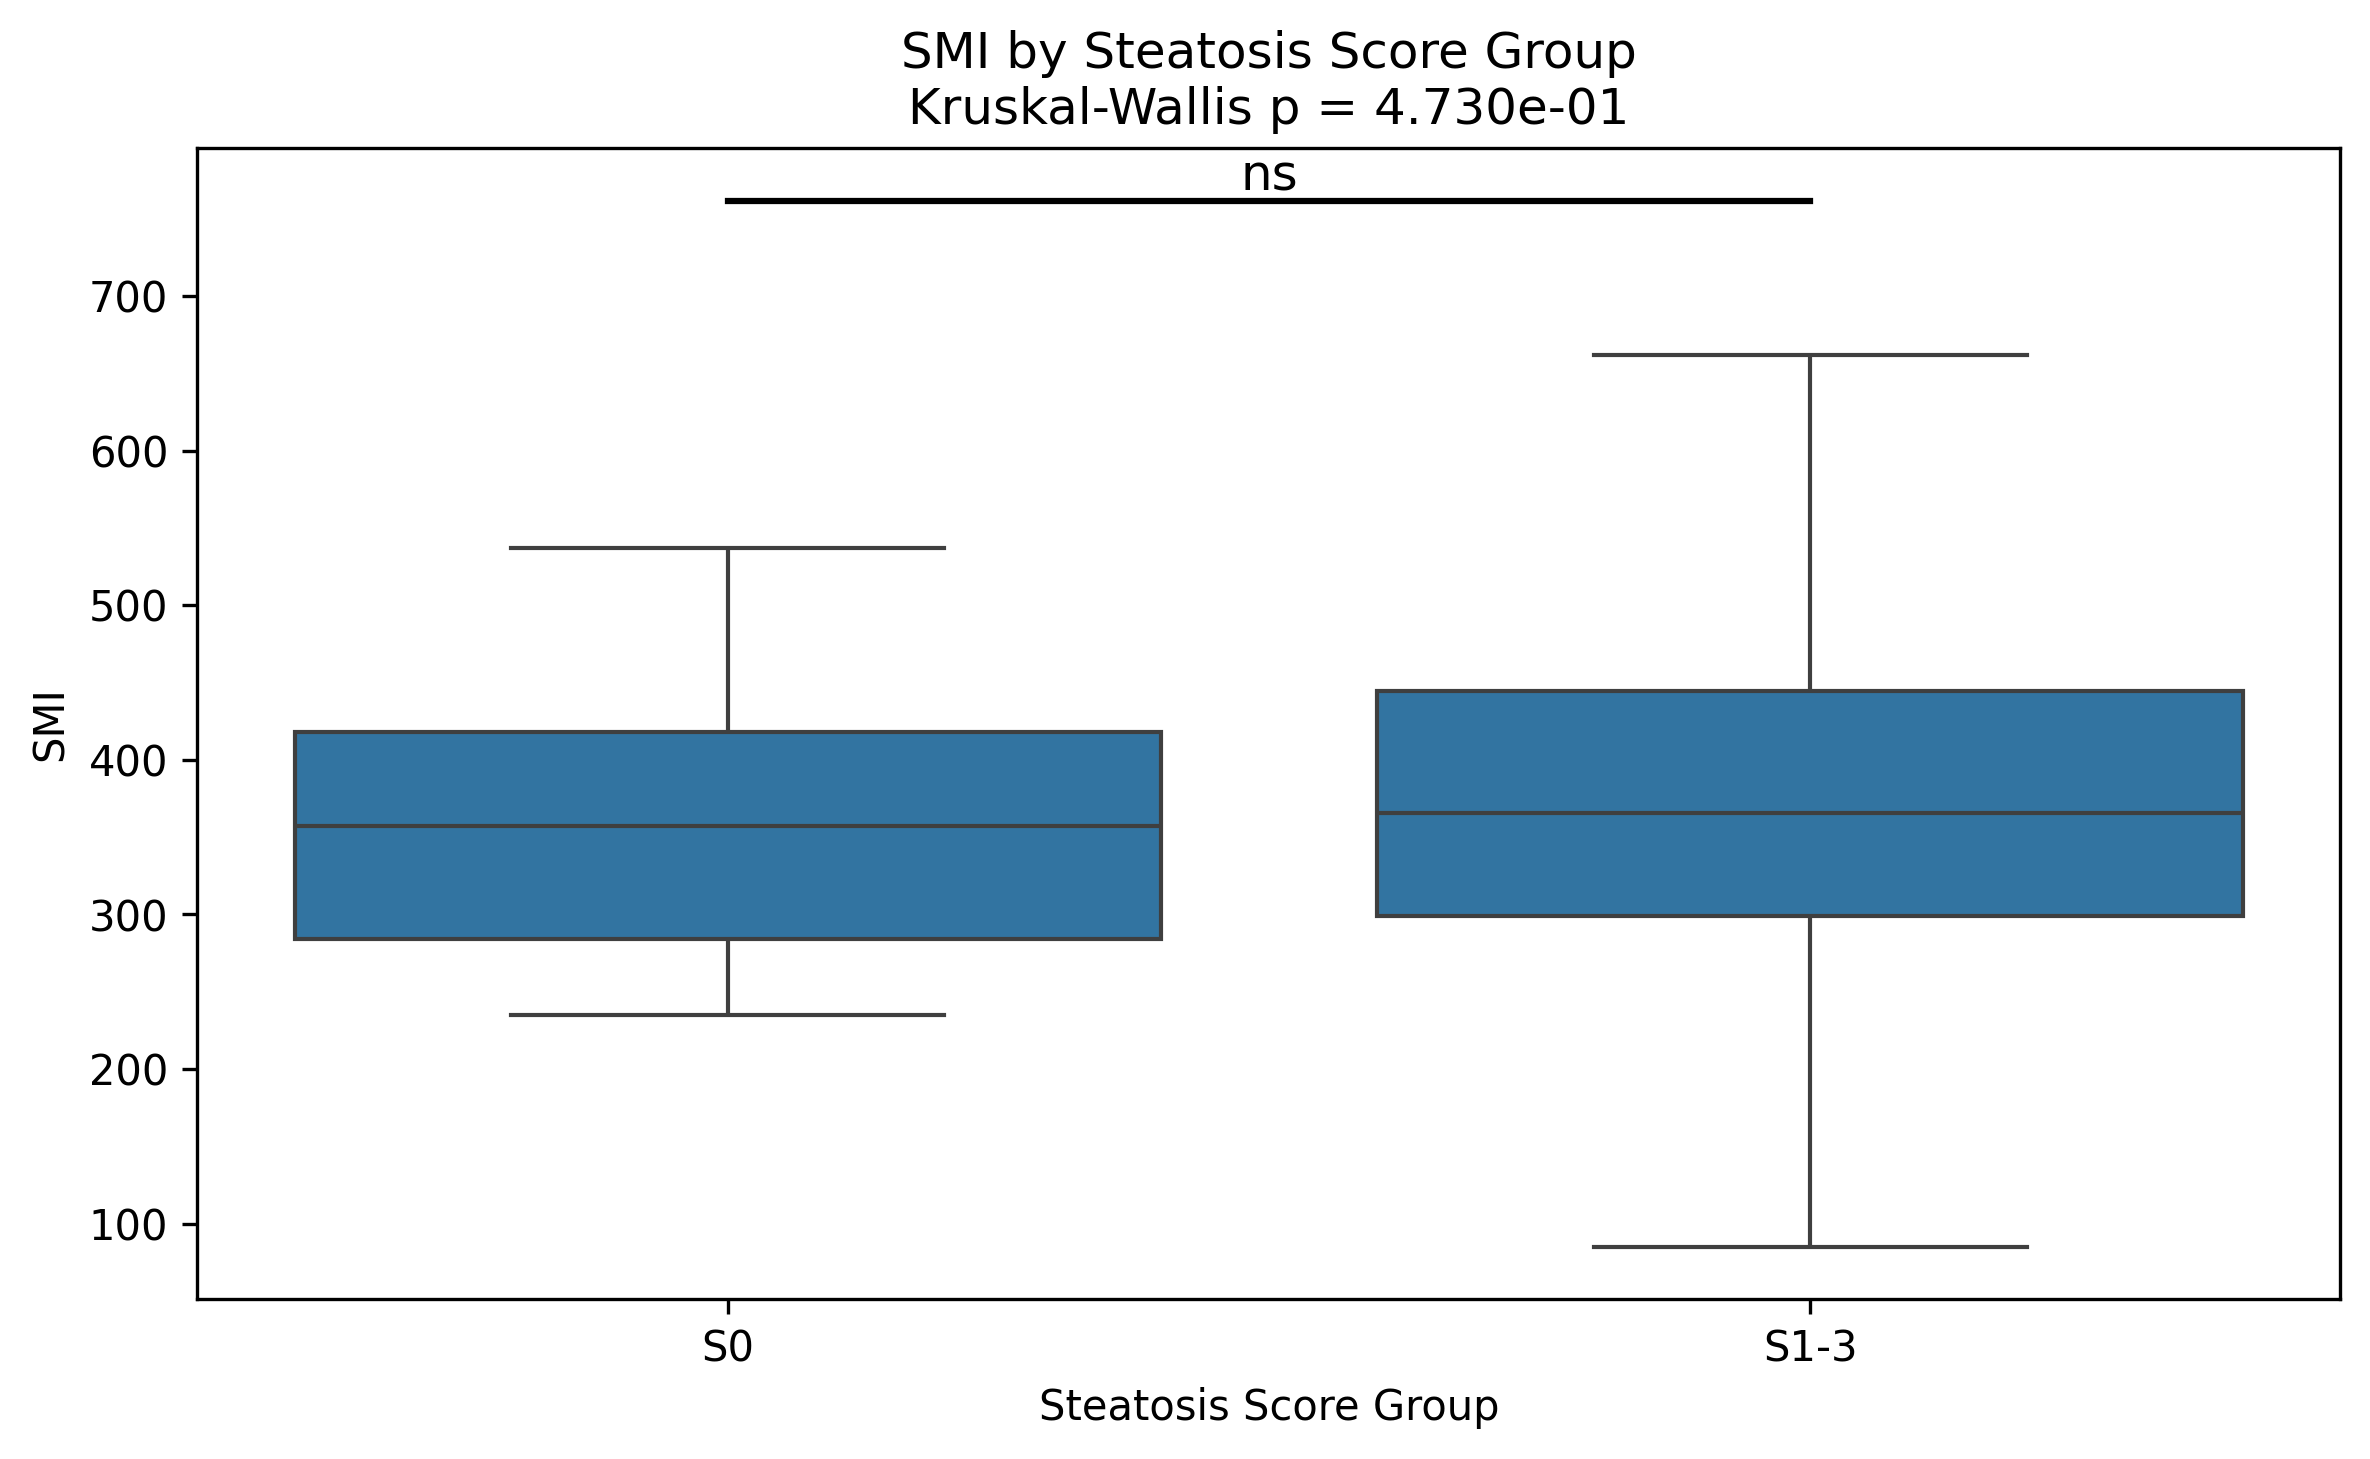 SMI by Steatosis Score Group
Kruskal-Wallis p = 4.730e-01
ns
700
600
500
400
300
200
100
SMI
S0
S1-3
Steatosis Score Group